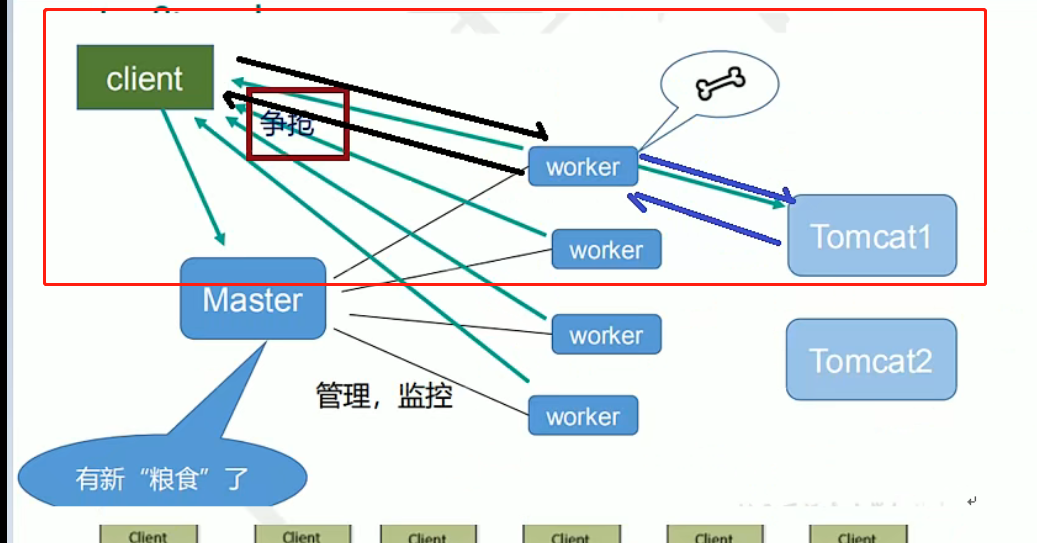 client
争抢
worker
Tomcat1
worker
Master
worker
Tomcat2
管理，监控
worker
有新“粮食”了
Client
Client
Client
Client
Client
Client